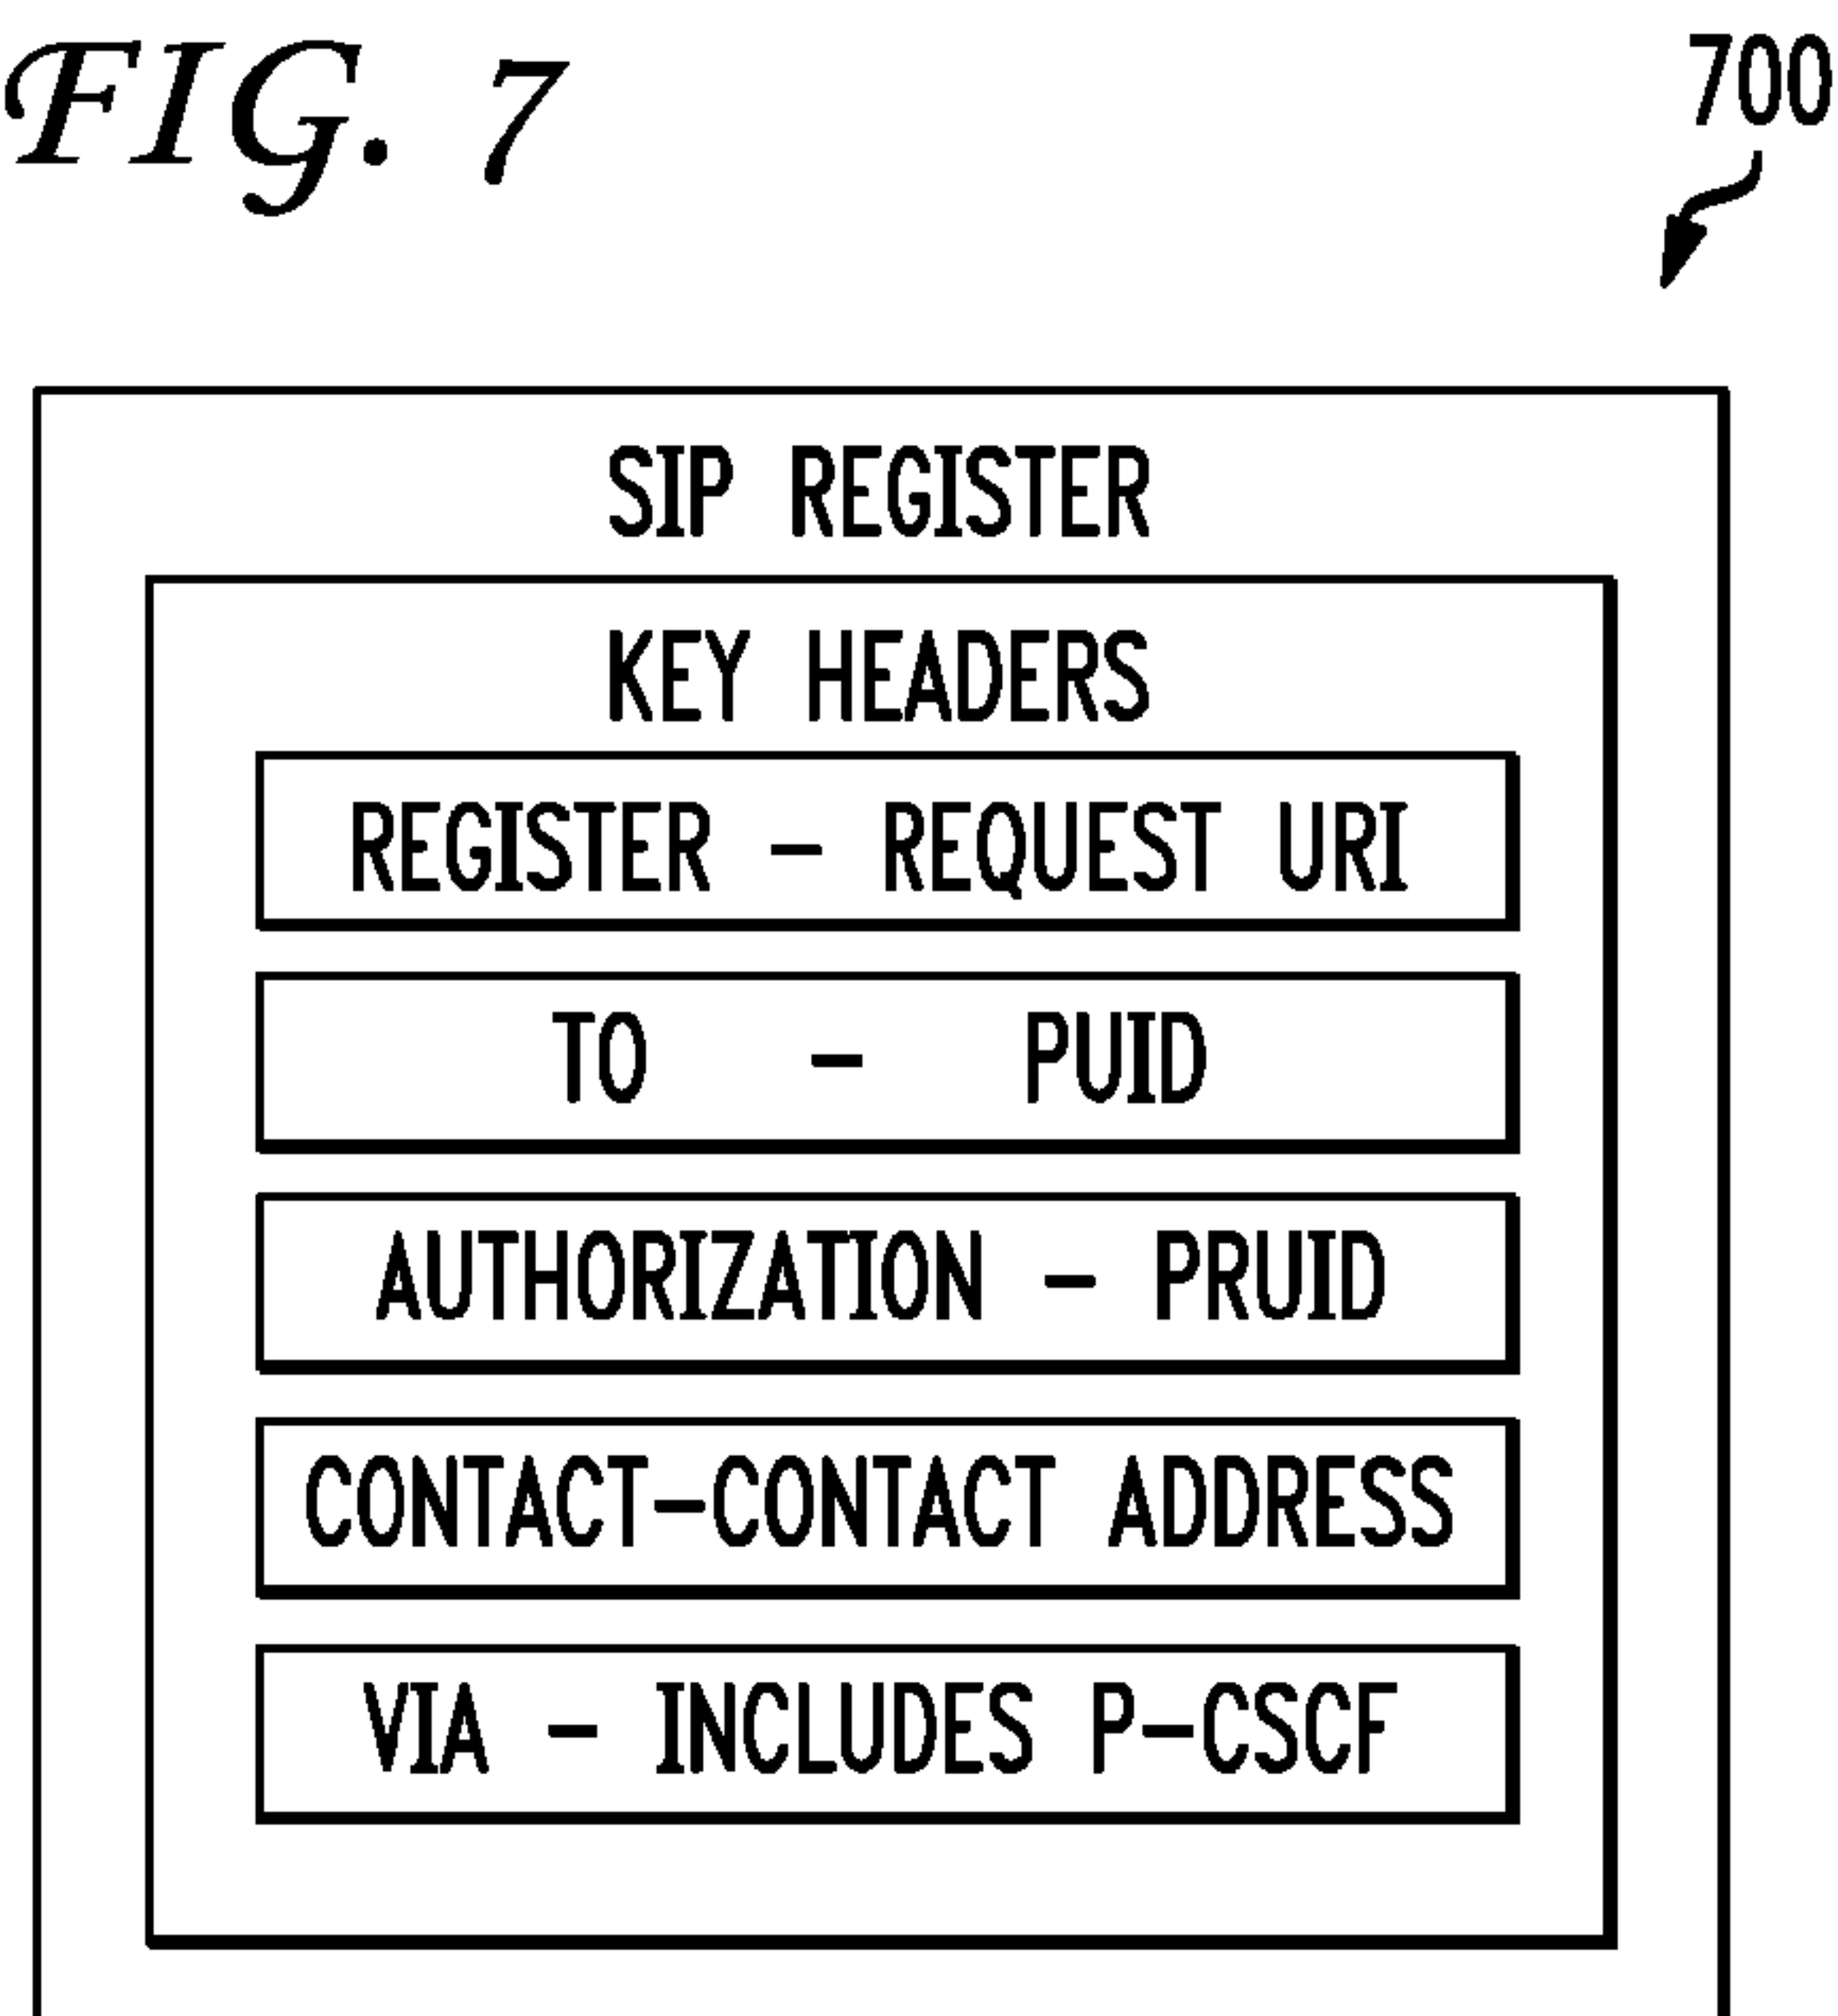 FIG. 7
700
SIP REGISTER
KEY HEADERS
REGISTER - REQUEST URI
TO - PUID
AUTHORIZATION - PRUID
CONTACT-CONTACT ADDRESS
VIA - INCLUDES P-CSCF